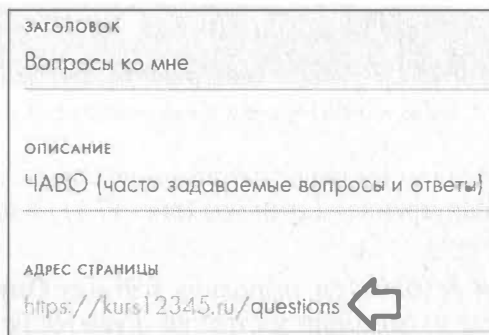 ЗАГОЛОВОК
Вопросы ко мне
ОПИСАНИЕ
ЧАВО (часто задаваемые вопросы и ответы)
АДРЕС СТРАНИЦЫ
https://kurs12345.ru/questions